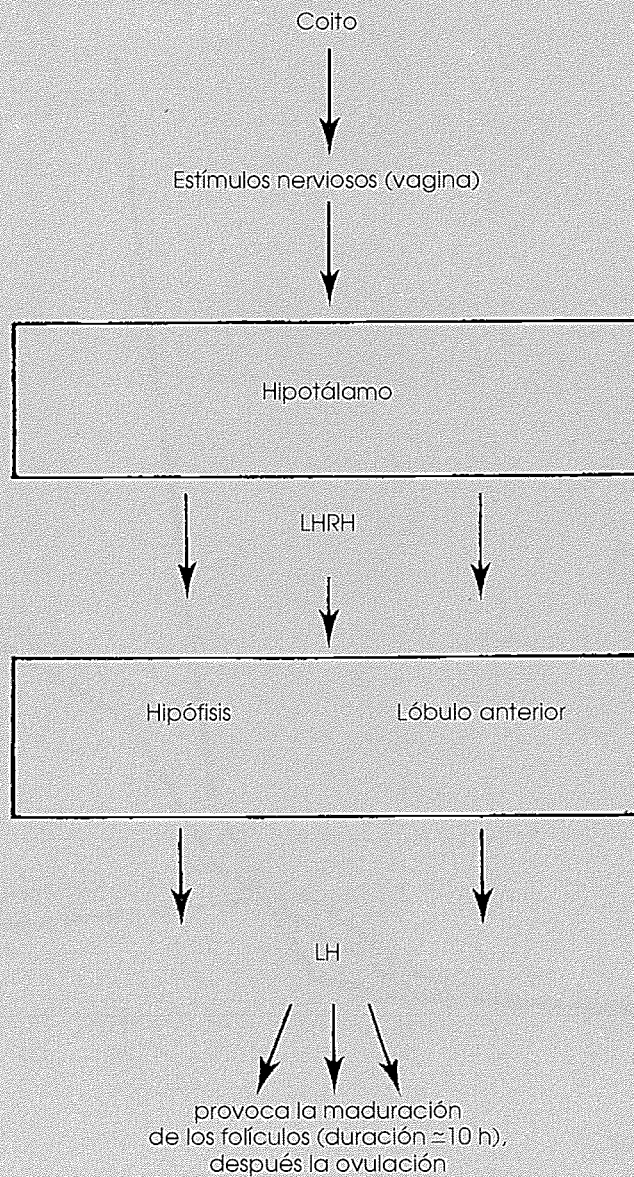 Coito
Estímulos nerviosos (vagina)
Hipotálamo
LHRH
Hipófisis Lóbulo anterior
LH
provoca la maduración
de los folículos (duración ≃10 h),
después la ovulación